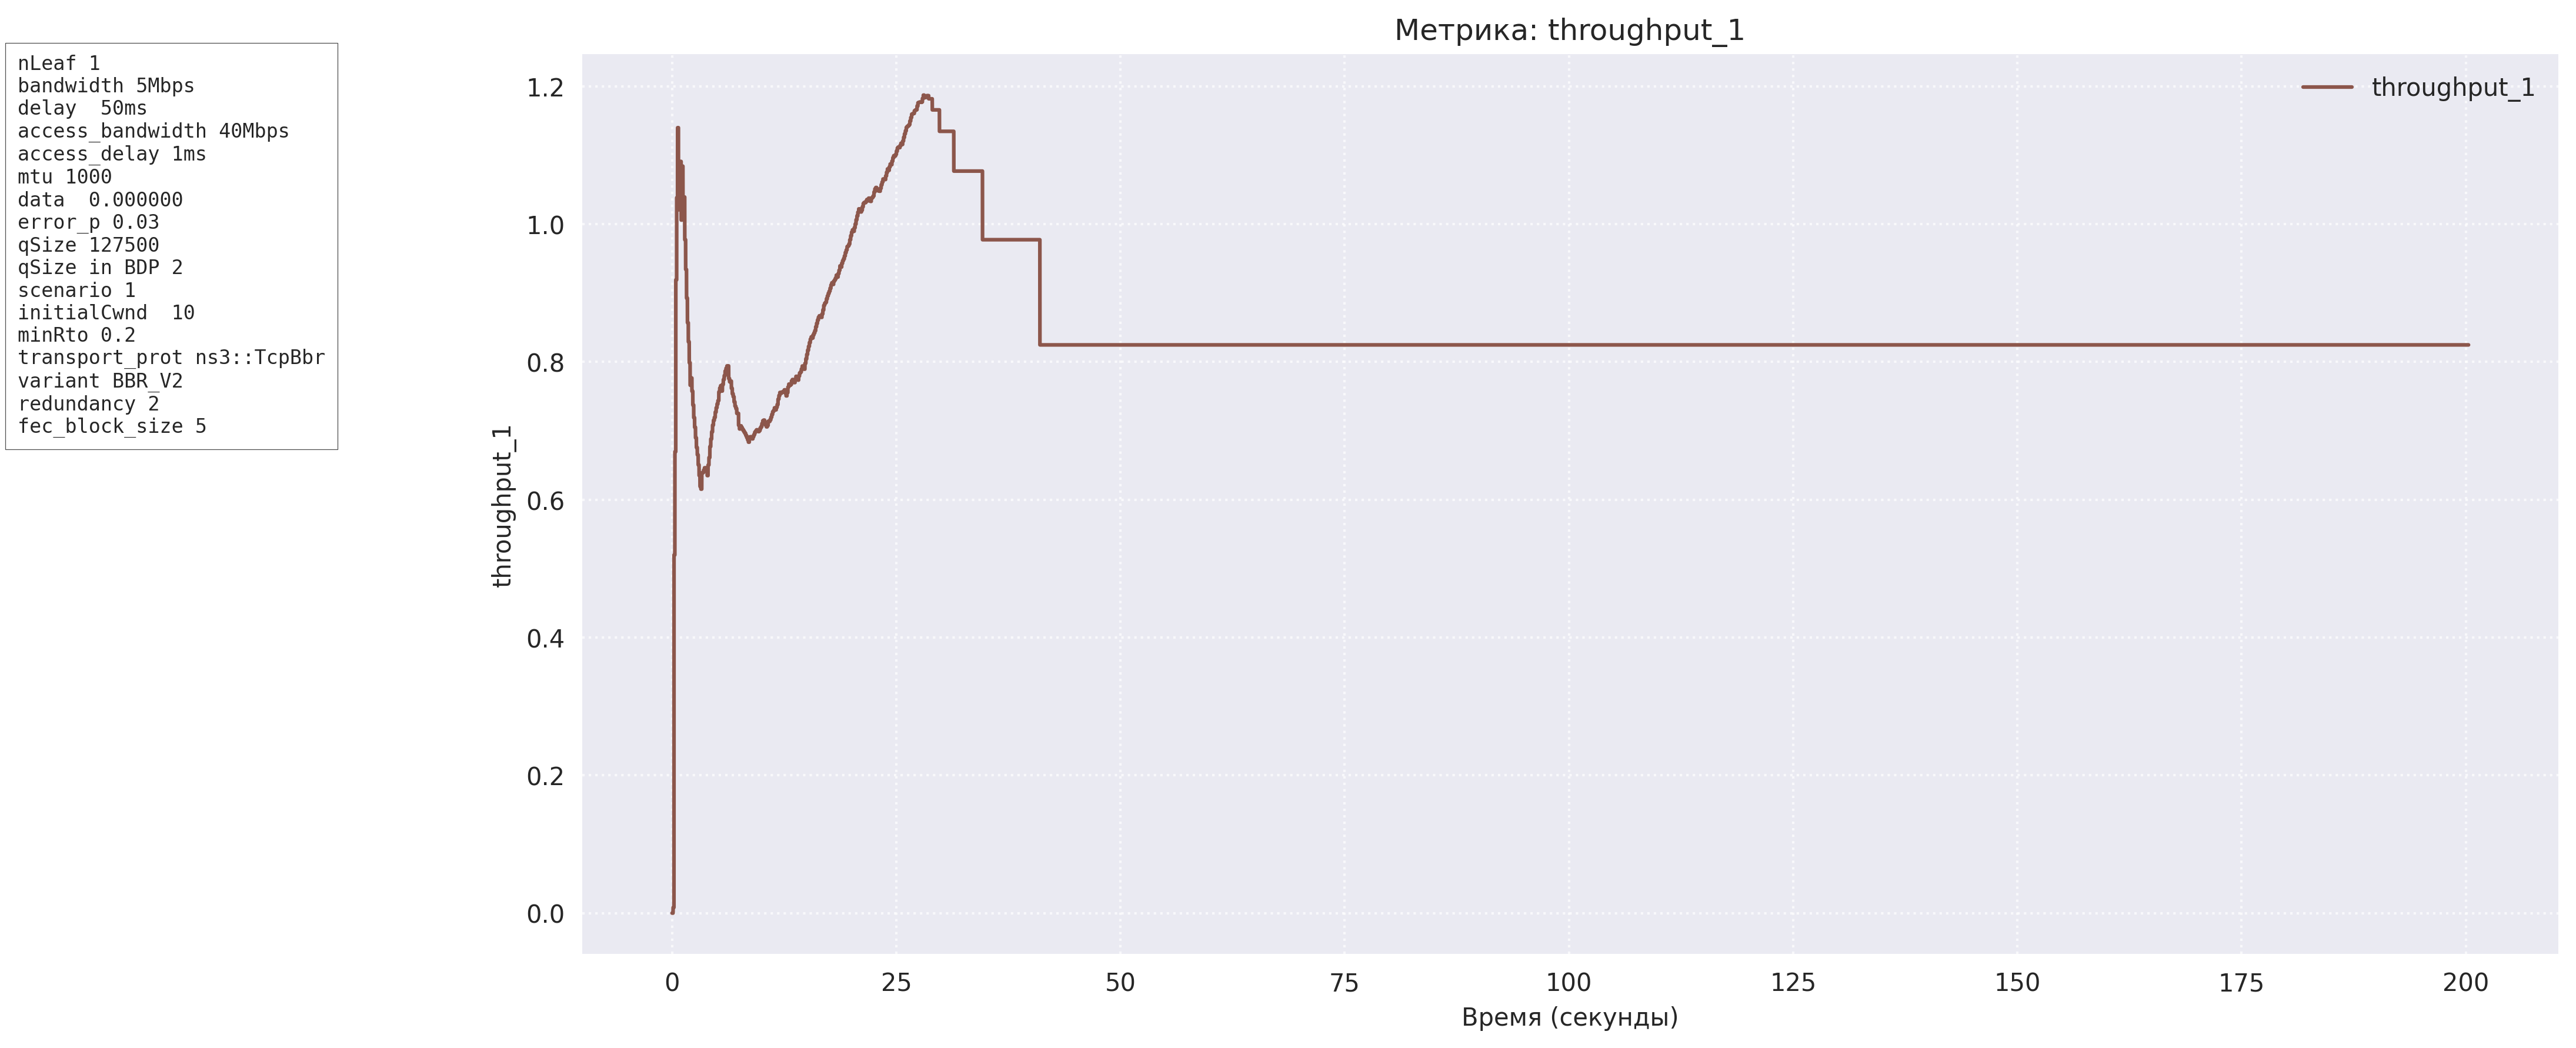 Метрика: throughput_1
nLeaf 1
bandwidth 5Mbps
delay  50ms
access_bandwidth 40Mbps
access_delay 1ms
mtu 1000
data  0.000000
error_p 0.03
qSize 127500
qSize in BDP 2
scenario 1
initialCwnd  10
minRto 0.2
transport_prot ns3::TcpBbr
variant BBR_V2
redundancy 2
fec_block_size 5
throughput_1
throughput_1
1.2
1.0
0.8
0.6
0.4
0.2
0.0
0 25 50 75 100 125 150 175 200
Время (секунды)